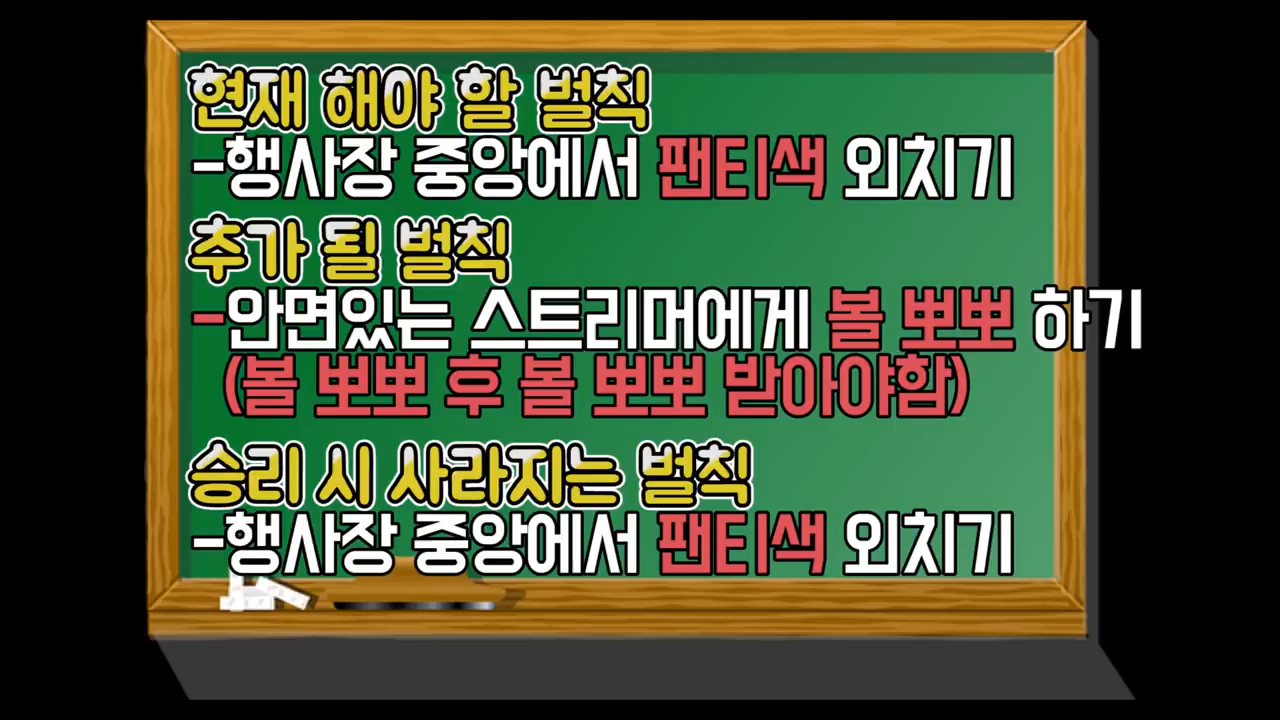 현재 해야 할 벌칙
-행사장 중앙에서 팬티색 외치기
추가 될 벌칙
-안면있는 스트리머에게 볼 뽀뽀 하기
(볼 뽀뽀 후 볼 뽀뽀 받아야함)
승리 시 사라지는 벌칙
-행사장 중앙에서 팬티색 외치기